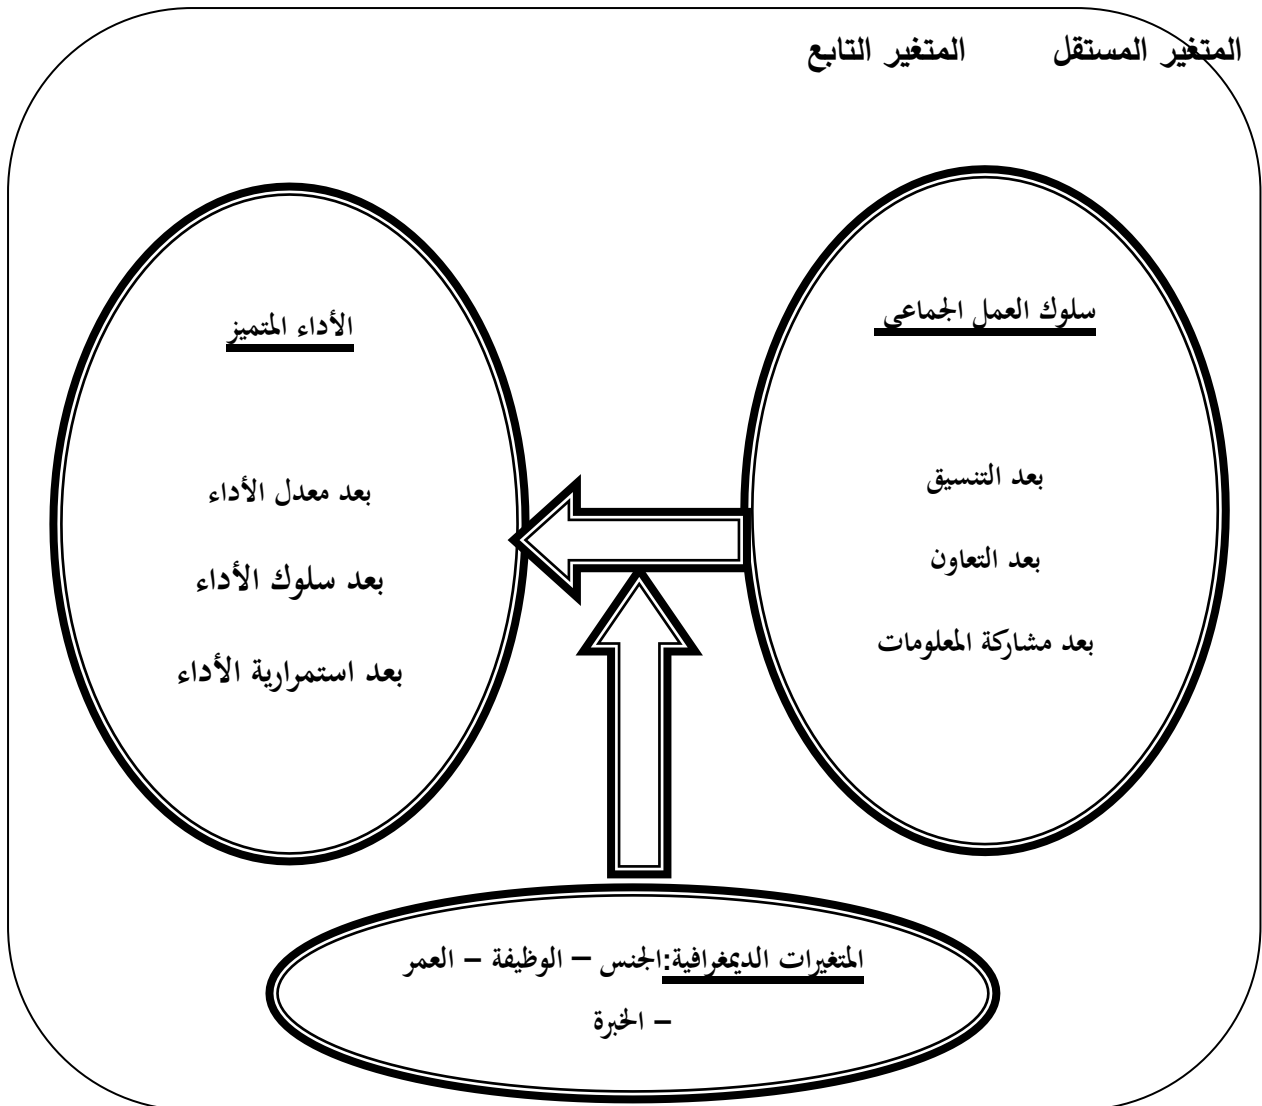 المتغير المستقل المتغير التابع
سلوك العمل الجماعي
بعد التنسيق
بعد التعاون
بعد مشاركة المعلومات
الأداء المتميز
بعد معدل الأداء
بعد سلوك الأداء
بعد استمرارية الأداء
المتغيرات الديمغرافية:الجنس – الوظيفة – العمر
– الخبرة